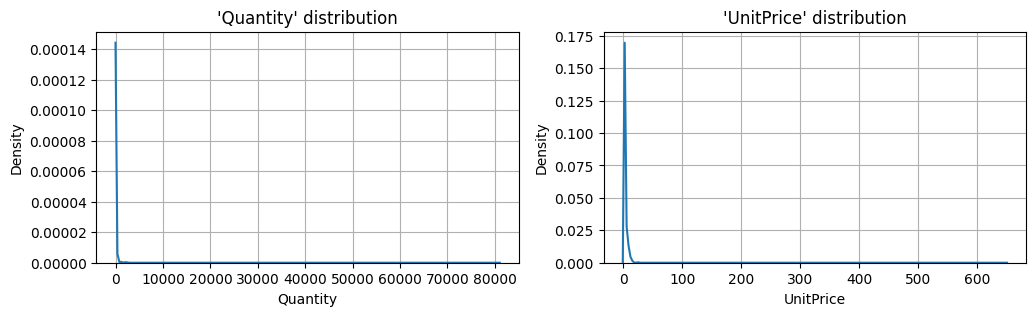 'Quantity' distribution
0.00014
0.00012
0.00010
0.00008
0.00006
0.00004
0.00002
0.00000
Density
0 10000 20000 30000 40000 50000 60000 70000 80000
Quantity
'UnitPrice' distribution
0.175
0.150
0.125
0.100
0.075
0.050
0.025
0.000
Density
0 100 200 300 400 500 600
UnitPrice